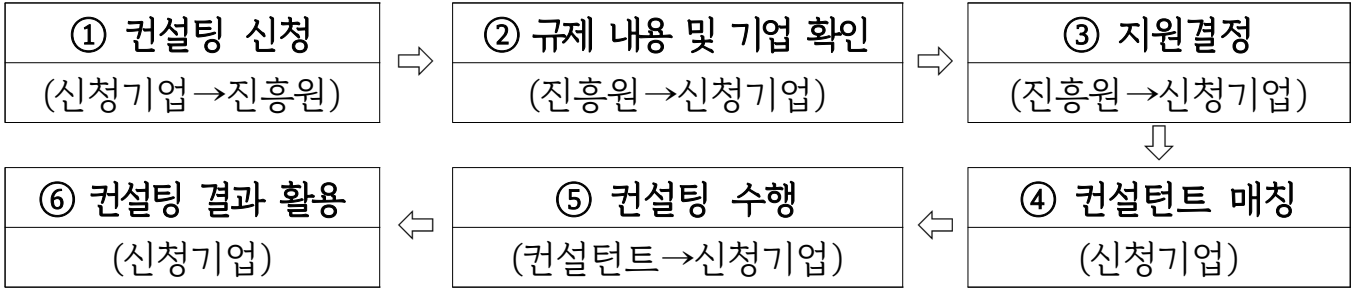 ① 컨설팅 신청
(신청기업→진흥원)
⇨
② 규제 내용 및 기업 확인
(진흥원→신청기업)
⇨
③ 지원결정
(진흥원→신청기업)
⇩
④ 컨설턴트 매칭
(신청기업)
⇦
⑤ 컨설팅 수행
(컨설턴트→신청기업)
⇦
⑥ 컨설팅 결과 활용
(신청기업)